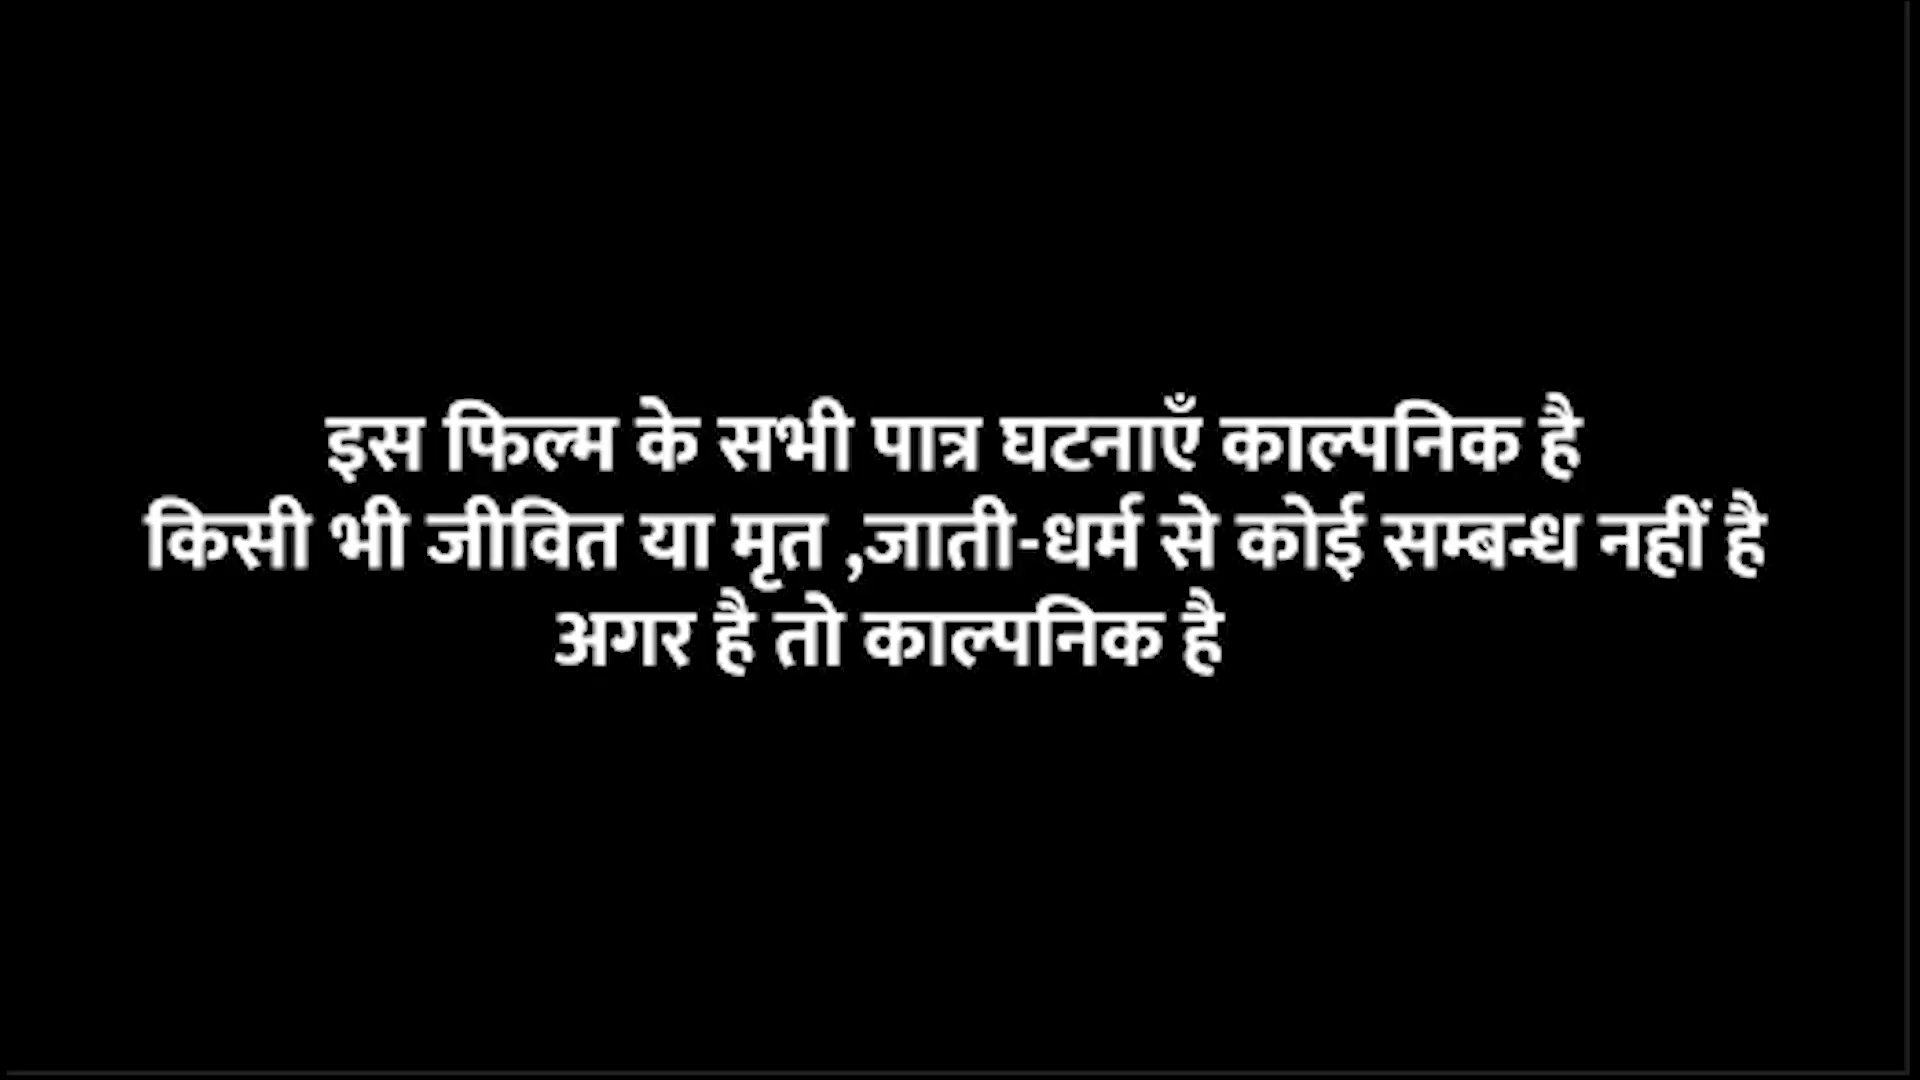 इस फिल्म के सभी पात्र घटनाएँ काल्पनिक है
किसी भी जीवित या मृत ,जाती-धर्म से कोई सम्बन्ध नहीं है
अगर है तो काल्पनिक है